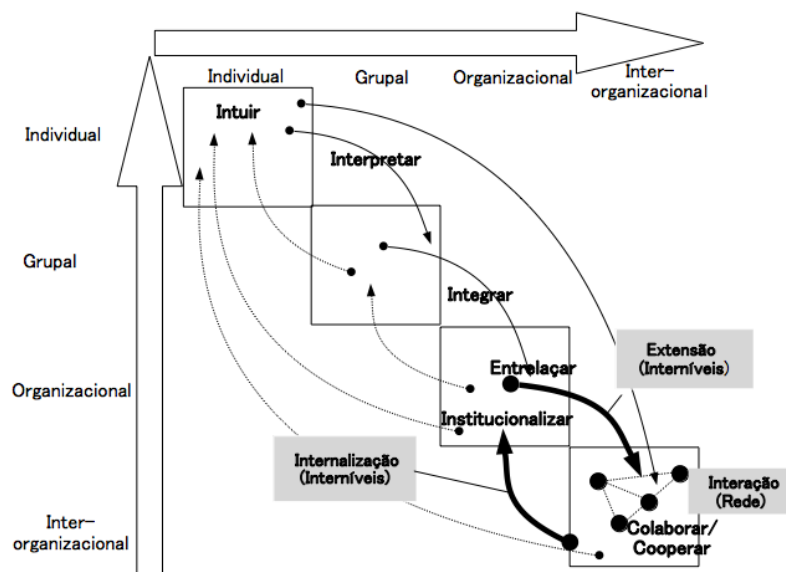 Individual
Grupal
Organizacional
Inter-
organizacional
Individual
Intuir
Interpretar
Grupal
Integrar
Extensão
(Interníveis)
Entrelaçar
Organizacional
Institucionalizar
Internalização
(Interníveis)
Interação
(Rede)
Colaborar/
Cooperar
Inter-
organizacional